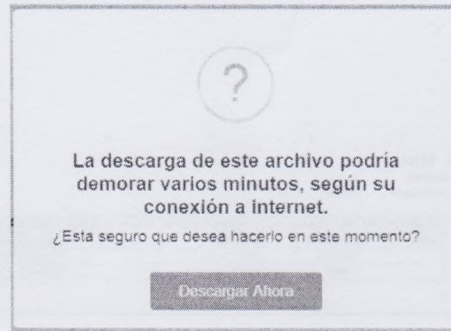 ?
La descarga de este archivo podría
demorar varios minutos, según su
conexión a Internet.
¿Esta seguro que desea hacerlo en este momento?
Descargar Ahora